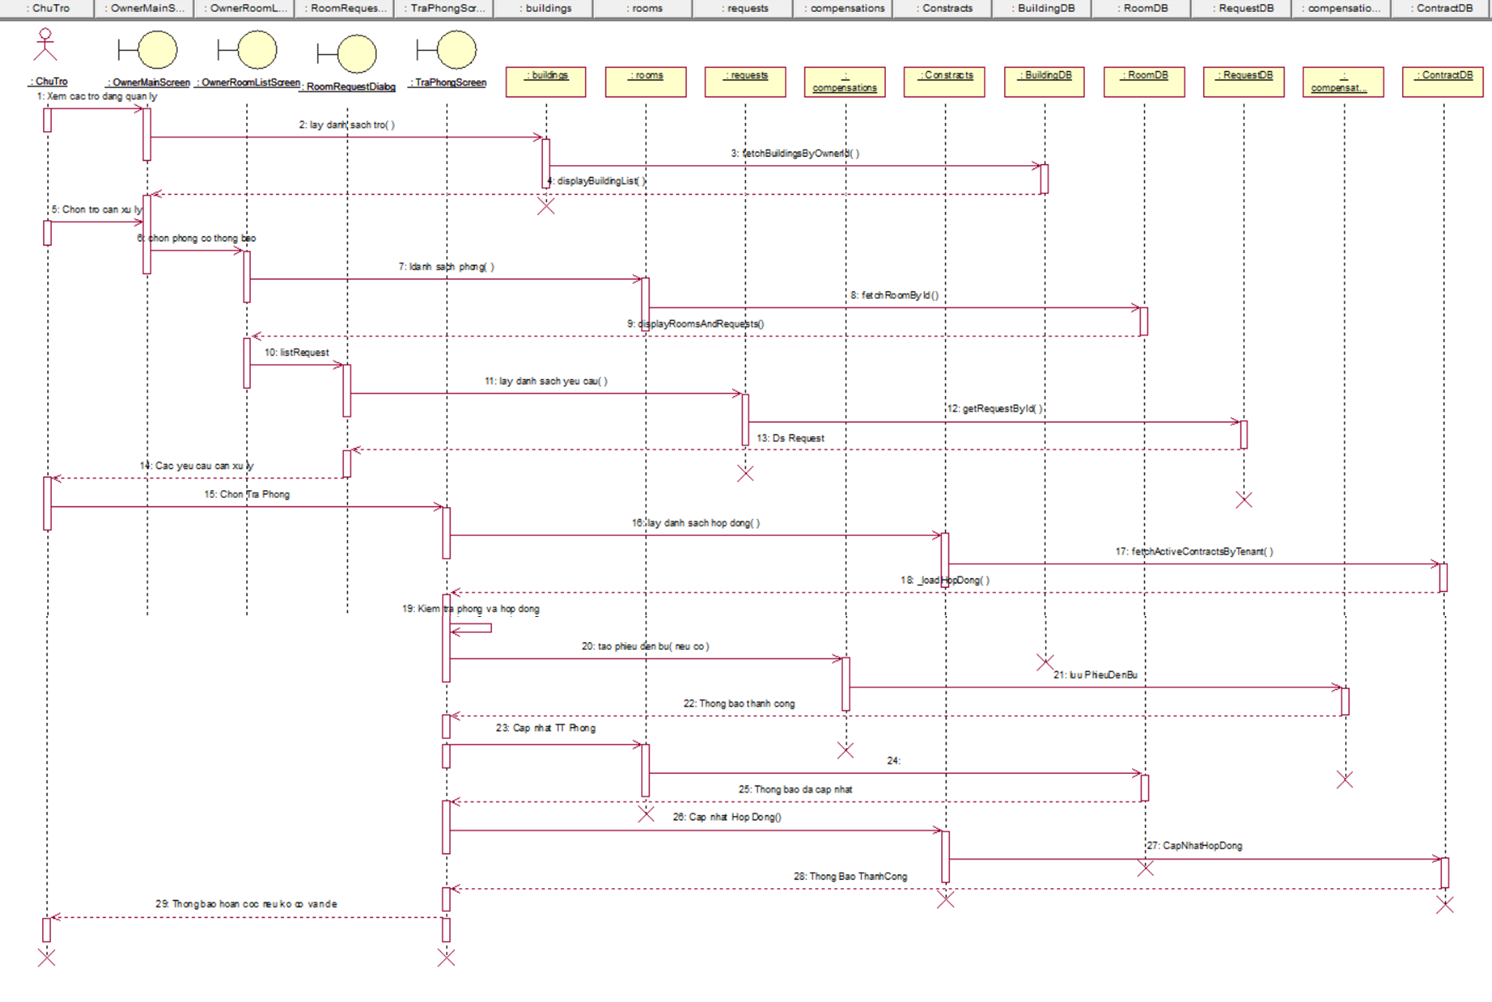 : ChuTro
: OwnerMainS...
: OwnerRoomL...
: RoomReques...
: TraPhongScr...
: buildings
: rooms
: requests
: compensations
: Constracts
: BuildingDB
: RoomDB
: RequestDB
: compensatio...
: ContractDB
: ChuTro
: OwnerMainScreen
: OwnerRoomListScreen
: RoomRequestDialog
: TraPhongScreen
: buildings
: rooms
: requests
:
compensations
: Constracts
: BuildingDB
: RoomDB
: RequestDB
:
compensat...
: ContractDB
1: Xem cac tro dang quan ly
2: lay danh sach tro( )
3: fetchBuildingsByOwnerId( )
4: displayBuildingList( )
5: Chon tro can xu ly
6: chon phong co thong bao
7: ldanh sach phong( )
8: fetchRoomById()
9: displayRoomsAndRequests()
10: listRequest
11: lay danh sach yeu cau( )
12: getRequestById( )
13: Ds Request
14: Cac yeu cau can xu ly
15: Chon Tra Phong
16: lay danh sach hop dong( )
17: fetchActiveContractsByTenant( )
18: _loadHopDong( )
19: Kiem tra phong va hop dong
20: tao phieu den bu( neu co )
21: luu PhieuDenBu
22: Thong bao thanh cong
23: Cap nhat TT Phong
24:
25: Thong bao da cap nhat
26: Cap nhat Hop Dong()
27: CapNhatHopDong
28: Thong Bao ThanhCong
29: Thong bao hoan coc neu ko co van de